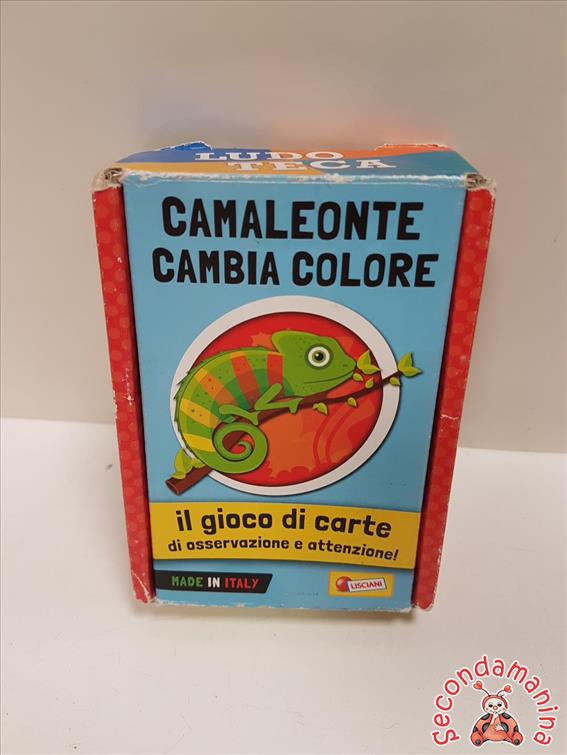 LUDO
TECA
CAMALEONTE
CAMBIA COLORE
il gioco di carte
di osservazione e attenzione!
MADE IN ITALY
LISCIANI
secondamanina